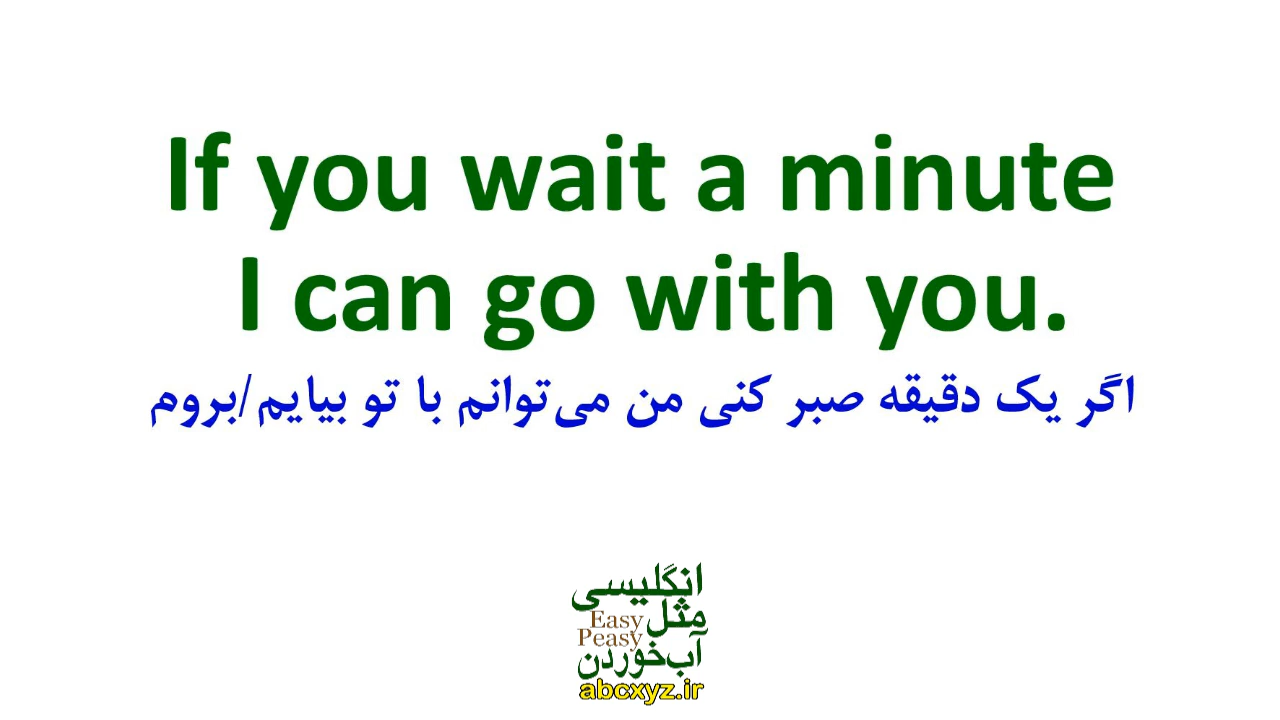 If you wait a minute
I can go with you.
اگر یک دقیقه صبر کنی من می‌توانم با تو بیایم/بروم
انگلیسی
مثل
Easy
Peasy
آب‌خوردن
abcxyz.ir